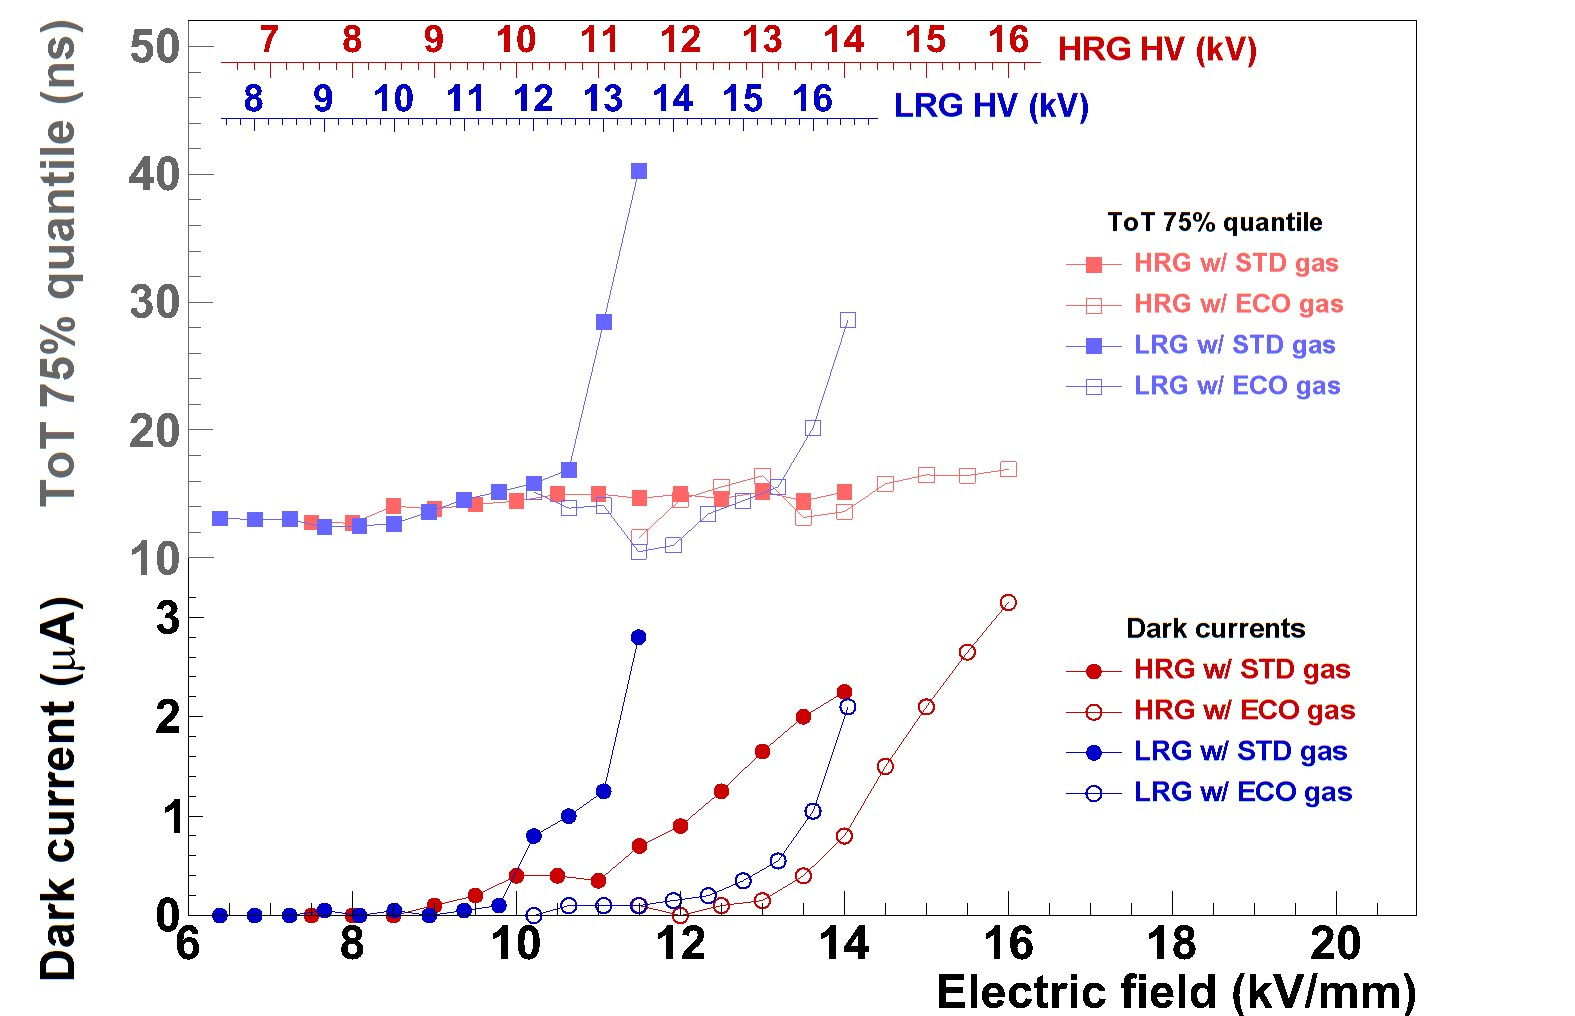 50
7 8 9 10 11 12 13 14 15 16
HRG HV (kV)
8 9 10 11 12 13 14 15 16
LRG HV (kV)
40
30
20
10
ToT 75% quantile (ns)
ToT 75% quantile
HRG w/ STD gas
HRG w/ ECO gas
LRG w/ STD gas
LRG w/ ECO gas
3
2
1
0
Dark current (μA)
Dark currents
HRG w/ STD gas
HRG w/ ECO gas
LRG w/ STD gas
LRG w/ ECO gas
6 8 10 12 14 16 18 20
Electric field (kV/mm)